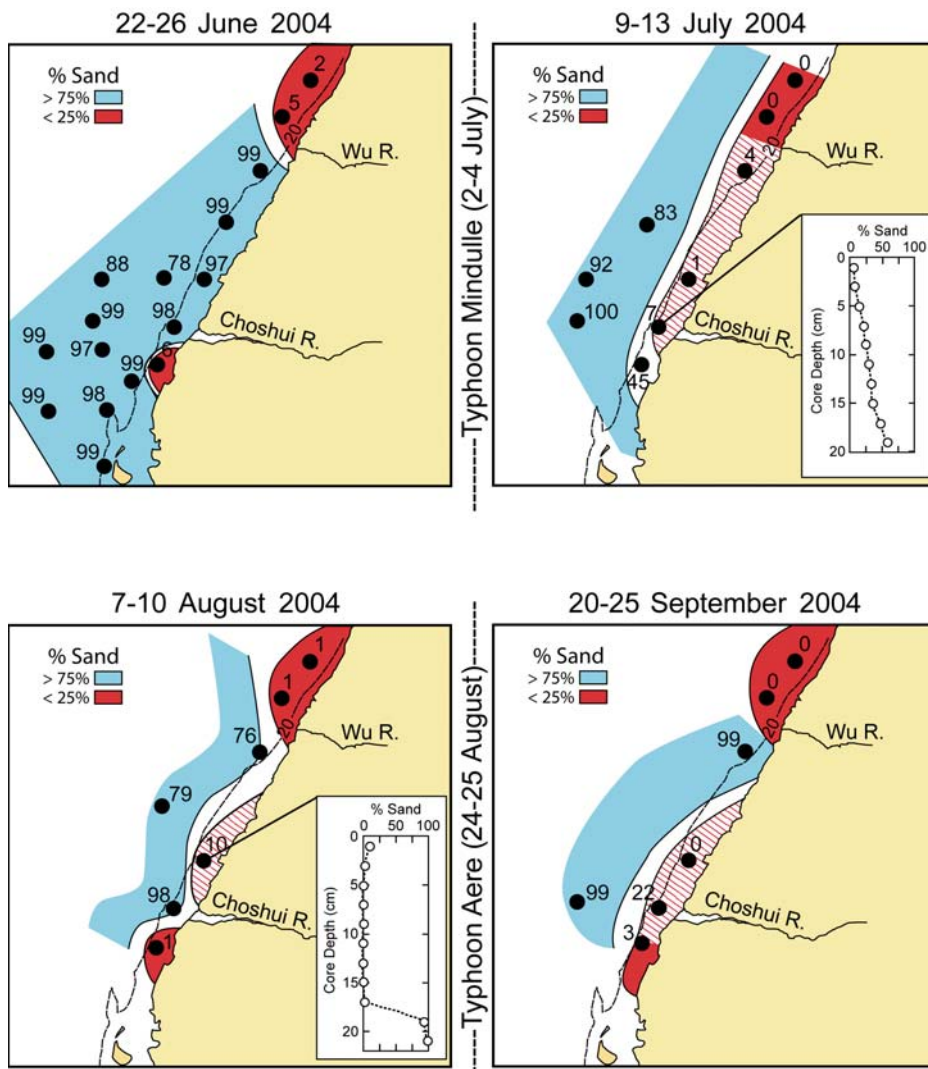 22-26 June 2004
% Sand
> 75%
< 25%
2
5
20
Wu R.
99
99
88
78
97
99
98
Choshui R.
99
97
6
99
99
98
99
-----Typhoon Mindulle (2-4 July)-----
9-13 July 2004
% Sand
> 75%
< 25%
0
0
20
Wu R.
4
83
92
1
100
7
Choshui R.
45
% Sand
0 50 100
0
5
10
15
20
Core Depth (cm)
7-10 August 2004
% Sand
> 75%
< 25%
1
1
20
Wu R.
76
79
10
98
Choshui R.
1
% Sand
0 50 100
0
5
10
15
20
Core Depth (cm)
----Typhoon Aere (24-25 August)-----
20-25 September 2004
% Sand
> 75%
< 25%
0
0
20
Wu R.
99
0
99
22
Choshui R.
3